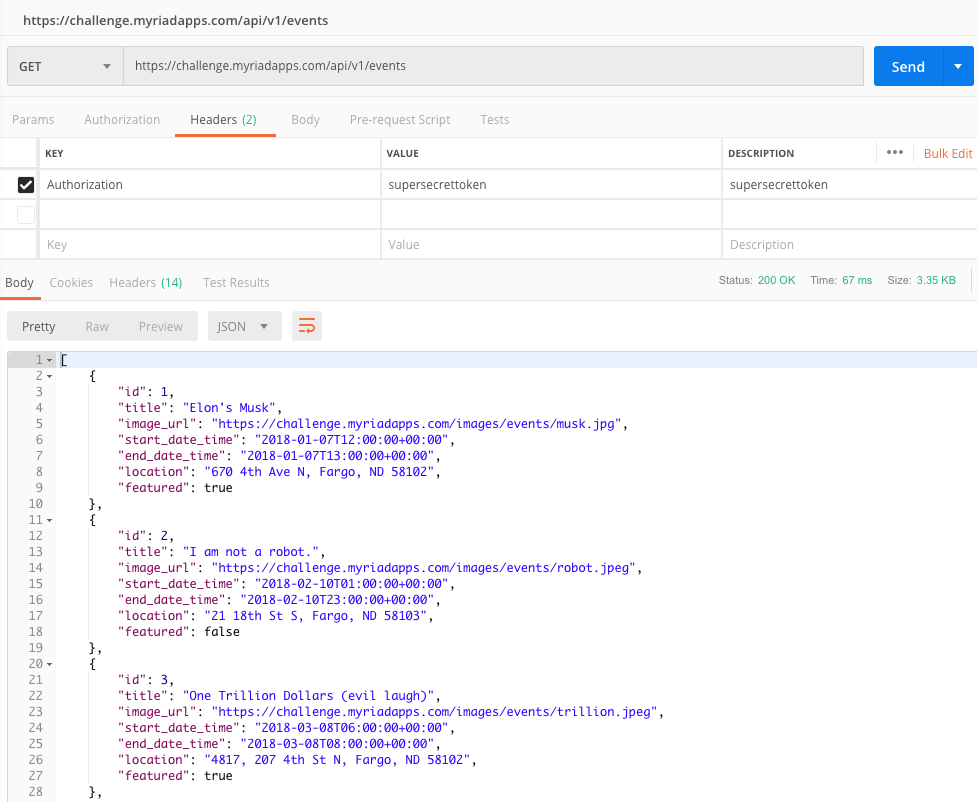 https://challenge.myriadapps.com/api/v1/events
GET https://challenge.myriadapps.com/api/v1/events Send
Params Authorization Headers (2) Body Pre-request Script Tests
KEY VALUE DESCRIPTION ••• Bulk Edit
Authorization supersecrettoken supersecrettoken
Key Value Description
Body Cookies Headers (14) Test Results Status: 200 OK Time: 67 ms Size: 3.35 KB
Pretty Raw Preview JSON
1 [
2 {
3 "id": 1,
4 "title": "Elon's Musk",
5 "image_url": "https://challenge.myriadapps.com/images/events/musk.jpg",
6 "start_date_time": "2018-01-07T12:00:00+00:00",
7 "end_date_time": "2018-01-07T13:00:00+00:00",
8 "location": "670 4th Ave N, Fargo, ND 58102",
9 "featured": true
10 },
11 {
12 "id": 2,
13 "title": "I am not a robot.",
14 "image_url": "https://challenge.myriadapps.com/images/events/robot.jpeg",
15 "start_date_time": "2018-02-10T01:00:00+00:00",
16 "end_date_time": "2018-02-10T23:00:00+00:00",
17 "location": "21 18th St S, Fargo, ND 58103",
18 "featured": false
19 },
20 {
21 "id": 3,
22 "title": "One Trillion Dollars (evil laugh)",
23 "image_url": "https://challenge.myriadapps.com/images/events/trillion.jpeg",
24 "start_date_time": "2018-03-08T06:00:00+00:00",
25 "end_date_time": "2018-03-08T08:00:00+00:00",
26 "location": "4817, 207 4th St N, Fargo, ND 58102",
27 "featured": true
28 },